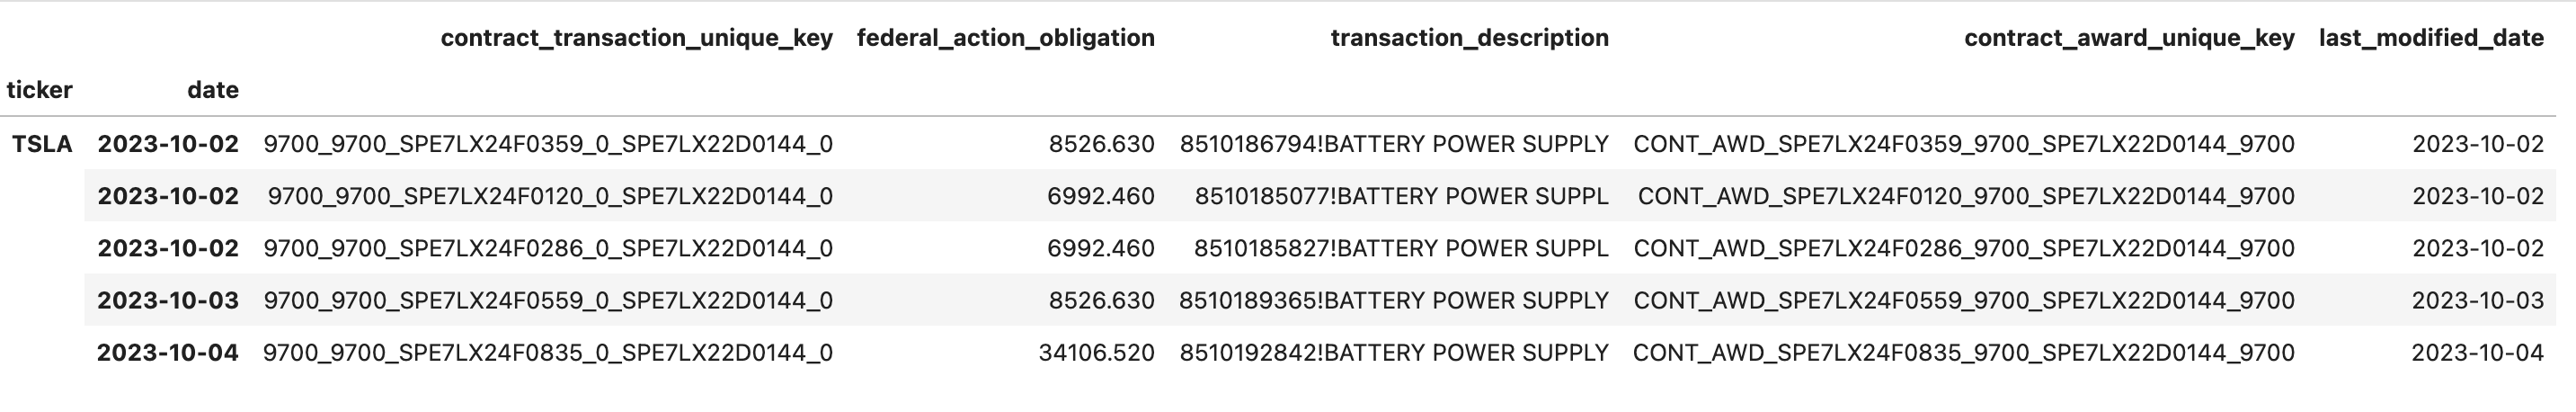 contract_transaction_unique_key federal_action_obligation transaction_description contract_award_unique_key last_modified_date
ticker date
TSLA 2023-10-02 9700_9700_SPE7LX24F0359_0_SPE7LX22D0144_0 8526.630 8510186794!BATTERY POWER SUPPLY CONT_AWD_SPE7LX24F0359_9700_SPE7LX22D0144_9700 2023-10-02
2023-10-02 9700_9700_SPE7LX24F0120_0_SPE7LX22D0144_0 6992.460 8510185077!BATTERY POWER SUPPL CONT_AWD_SPE7LX24F0120_9700_SPE7LX22D0144_9700 2023-10-02
2023-10-02 9700_9700_SPE7LX24F0286_0_SPE7LX22D0144_0 6992.460 8510185827!BATTERY POWER SUPPL CONT_AWD_SPE7LX24F0286_9700_SPE7LX22D0144_9700 2023-10-02
2023-10-03 9700_9700_SPE7LX24F0559_0_SPE7LX22D0144_0 8526.630 8510189365!BATTERY POWER SUPPLY CONT_AWD_SPE7LX24F0559_9700_SPE7LX22D0144_9700 2023-10-03
2023-10-04 9700_9700_SPE7LX24F0835_0_SPE7LX22D0144_0 34106.520 8510192842!BATTERY POWER SUPPLY CONT_AWD_SPE7LX24F0835_9700_SPE7LX22D0144_9700 2023-10-04